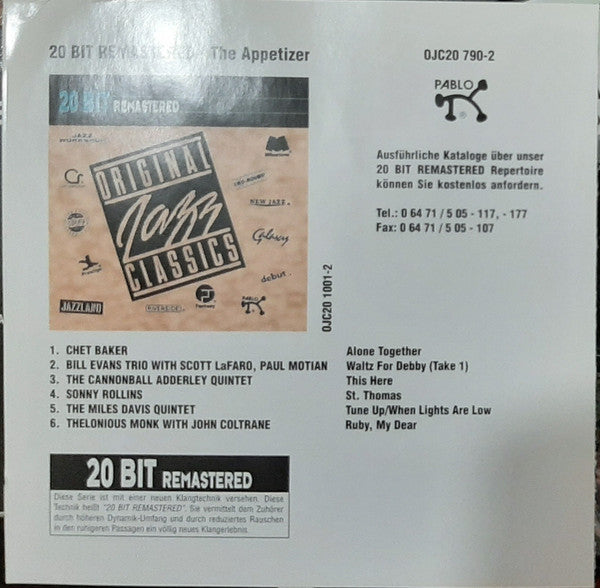 20 BIT REMASTERED - The Appetizer
OJC20 790-2
PABLO
®
20 BIT REMASTERED
JAZZ
WORKSHOP
Cr
Milestone
NEW JAZZ
Galaxy
debut
Prestige
ORIGINAL
Jazz
CLASSICS
JAZZLAND
RIVERSIDE
Fantasy
PABLO
OJC20 1001-2
Ausführliche Kataloge über unser
20 BIT REMASTERED Repertoire
können Sie kostenlos anfordern.
Tel.: 0 64 71 / 5 05 - 117, - 177
Fax: 0 64 71 / 5 05 - 107
1. CHET BAKER Alone Together
2. BILL EVANS TRIO WITH SCOTT LaFARO, PAUL MOTIAN Waltz For Debby (Take 1)
3. THE CANNONBALL ADDERLEY QUINTET This Here
4. SONNY ROLLINS St. Thomas
5. THE MILES DAVIS QUINTET Tune Up/When Lights Are Low
6. THELONIOUS MONK WITH JOHN COLTRANE Ruby, My Dear
20 BIT REMASTERED
Diese Serie ist mit einer neuen Klangtechnik versehen. Diese
Technik heißt "20 BIT REMASTERED". Sie vermittelt dem Zuhörer
durch höheren Dynamik-Umfang und durch reduziertes Rauschen
in den ruhigeren Passagen ein völlig neues Klangerlebnis.